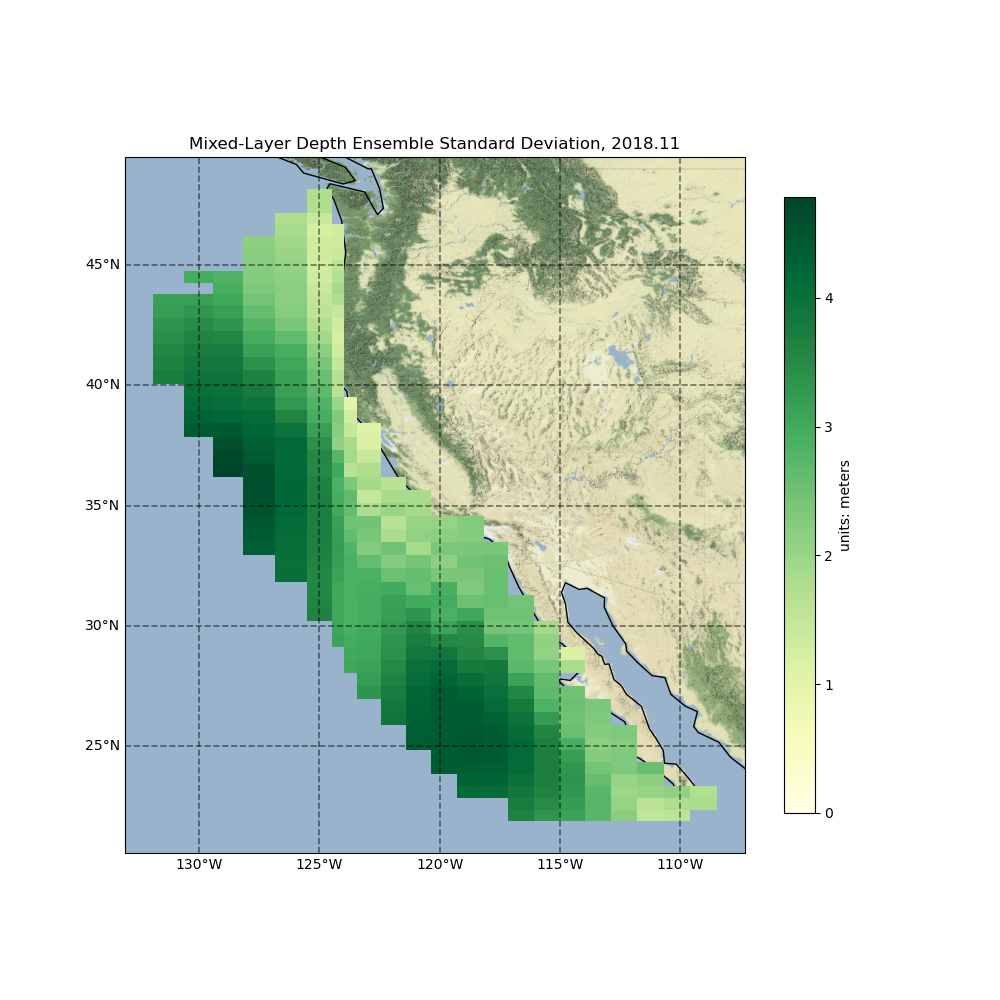 Mixed-Layer Depth Ensemble Standard Deviation, 2018.11
45°N
40°N
35°N
30°N
25°N
130°W
125°W
120°W
115°W
110°W
4
3
2
1
0
units: meters